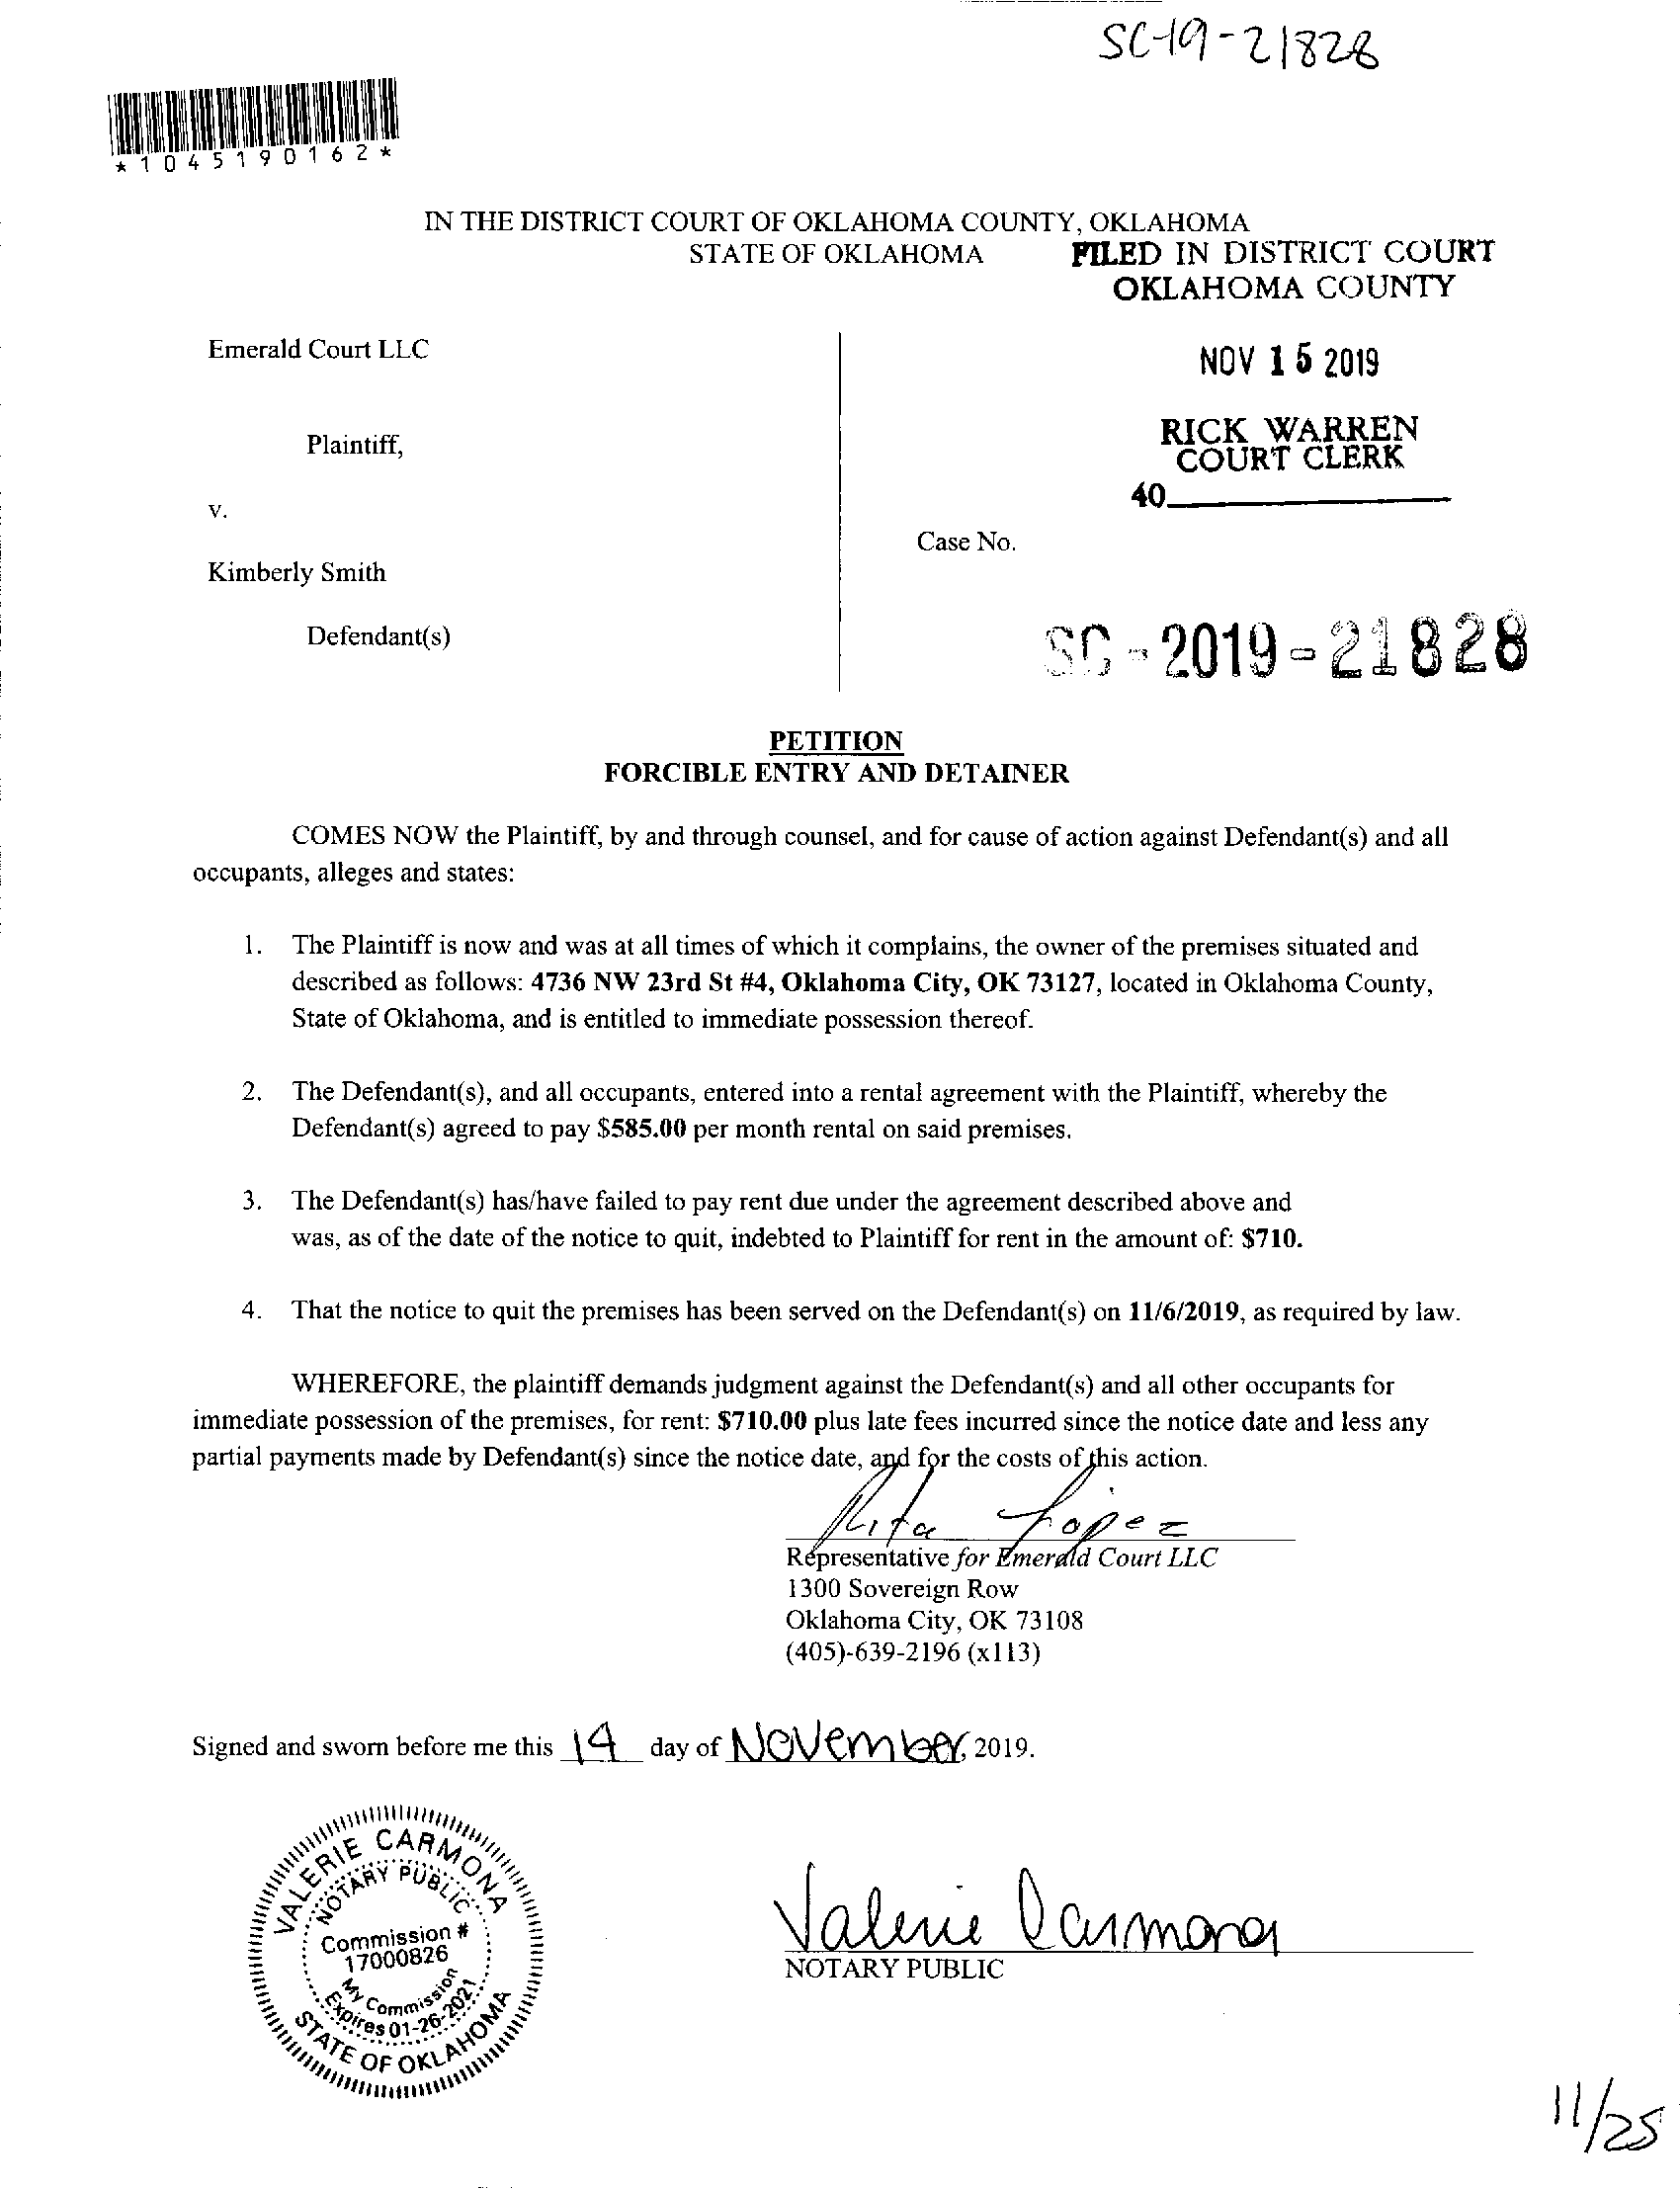 SC-19-21828
*1045190162*
IN THE DISTRICT COURT OF OKLAHOMA COUNTY, OKLAHOMA
STATE OF OKLAHOMA
FILED IN DISTRICT COURT
OKLAHOMA COUNTY
NOV 15 2019
RICK WARREN
COURT CLERK
40
Emerald Court LLC
Plaintiff,
v.
Kimberly Smith
Defendant(s)
Case No.
SC-2019-21828
PETITION
FORCIBLE ENTRY AND DETAINER
COMES NOW the Plaintiff, by and through counsel, and for cause of action against Defendant(s) and all
occupants, alleges and states:
1. The Plaintiff is now and was at all times of which it complains, the owner of the premises situated and
described as follows: 4736 NW 23rd St #4, Oklahoma City, OK 73127, located in Oklahoma County,
State of Oklahoma, and is entitled to immediate possession thereof.
2. The Defendant(s), and all occupants, entered into a rental agreement with the Plaintiff, whereby the
Defendant(s) agreed to pay $585.00 per month rental on said premises.
3. The Defendant(s) has/have failed to pay rent due under the agreement described above and
was, as of the date of the notice to quit, indebted to Plaintiff for rent in the amount of: $710.
4. That the notice to quit the premises has been served on the Defendant(s) on 11/6/2019, as required by law.
WHEREFORE, the plaintiff demands judgment against the Defendant(s) and all other occupants for
immediate possession of the premises, for rent: $710.00 plus late fees incurred since the notice date and less any
partial payments made by Defendant(s) since the notice date, and for the costs of this action.
Rita Lopez
Representative for Emerald Court LLC
1300 Sovereign Row
Oklahoma City, OK 73108
(405)-639-2196 (x113)
Signed and sworn before me this 14 day of November, 2019.
VALERIE CARMONA
NOTARY PUBLIC
Commission #
17000826
My Commission
Expires 01-26-2021
STATE OF OKLAHOMA
Valerie Carmona
NOTARY PUBLIC
11/25